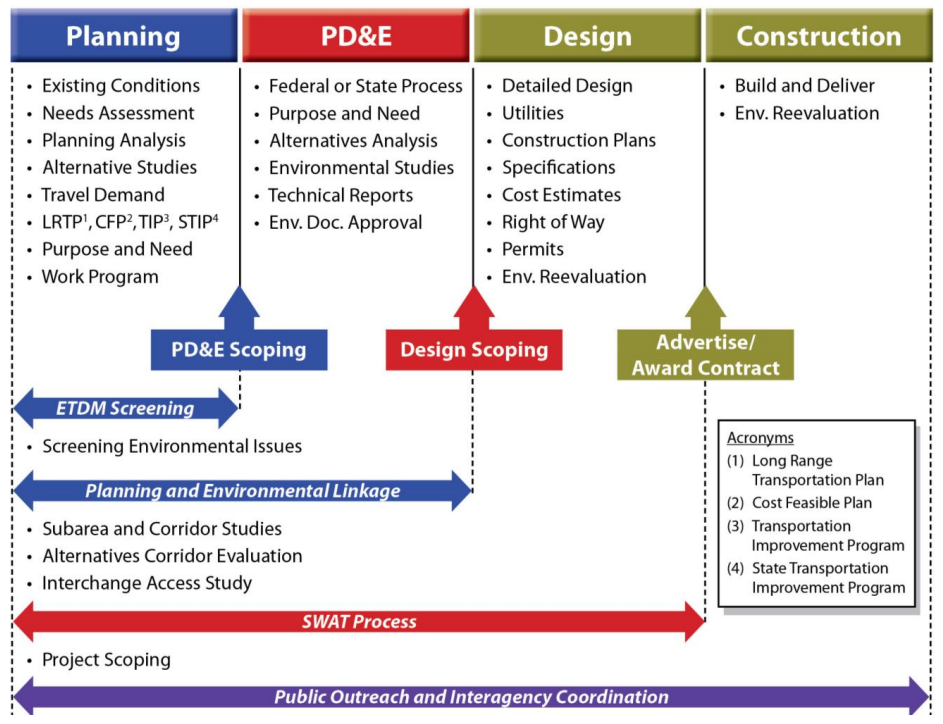 Planning
PD&E
Design
Construction
• Existing Conditions
• Needs Assessment
• Planning Analysis
• Alternative Studies
• Travel Demand
• LRTP¹, CFP², TIP³, STIP⁴
• Purpose and Need
• Work Program
• Federal or State Process
• Purpose and Need
• Alternatives Analysis
• Environmental Studies
• Technical Reports
• Env. Doc. Approval
• Detailed Design
• Utilities
• Construction Plans
• Specifications
• Cost Estimates
• Right of Way
• Permits
• Env. Reevaluation
• Build and Deliver
• Env. Reevaluation
PD&E Scoping
Design Scoping
Advertise/
Award Contract
ETDM Screening
• Screening Environmental Issues
Planning and Environmental Linkage
• Subarea and Corridor Studies
• Alternatives Corridor Evaluation
• Interchange Access Study
Acronyms
(1) Long Range
Transportation Plan
(2) Cost Feasible Plan
(3) Transportation
Improvement Program
(4) State Transportation
Improvement Program
SWAT Process
• Project Scoping
Public Outreach and Interagency Coordination